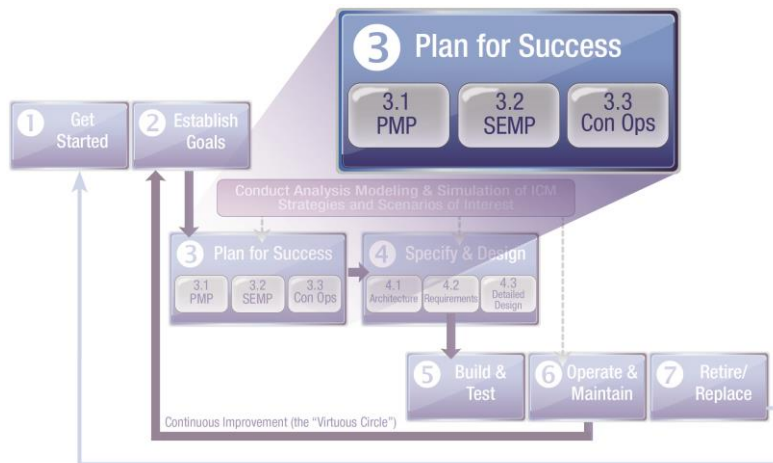 3 Plan for Success
3.1
PMP
3.2
SEMP
3.3
Con Ops
1 Get
Started
2 Establish
Goals
Conduct Analysis Modeling & Simulation of ICM
Strategies and Scenarios of Interest
3 Plan for Success
3.1
PMP
3.2
SEMP
3.3
Con Ops
4 Specify & Design
4.1
Architecture
4.2
Requirements
4.3
Detailed
Design
5 Build &
Test
6 Operate &
Maintain
7 Retire/
Replace
Continuous Improvement (the “Virtuous Circle”)